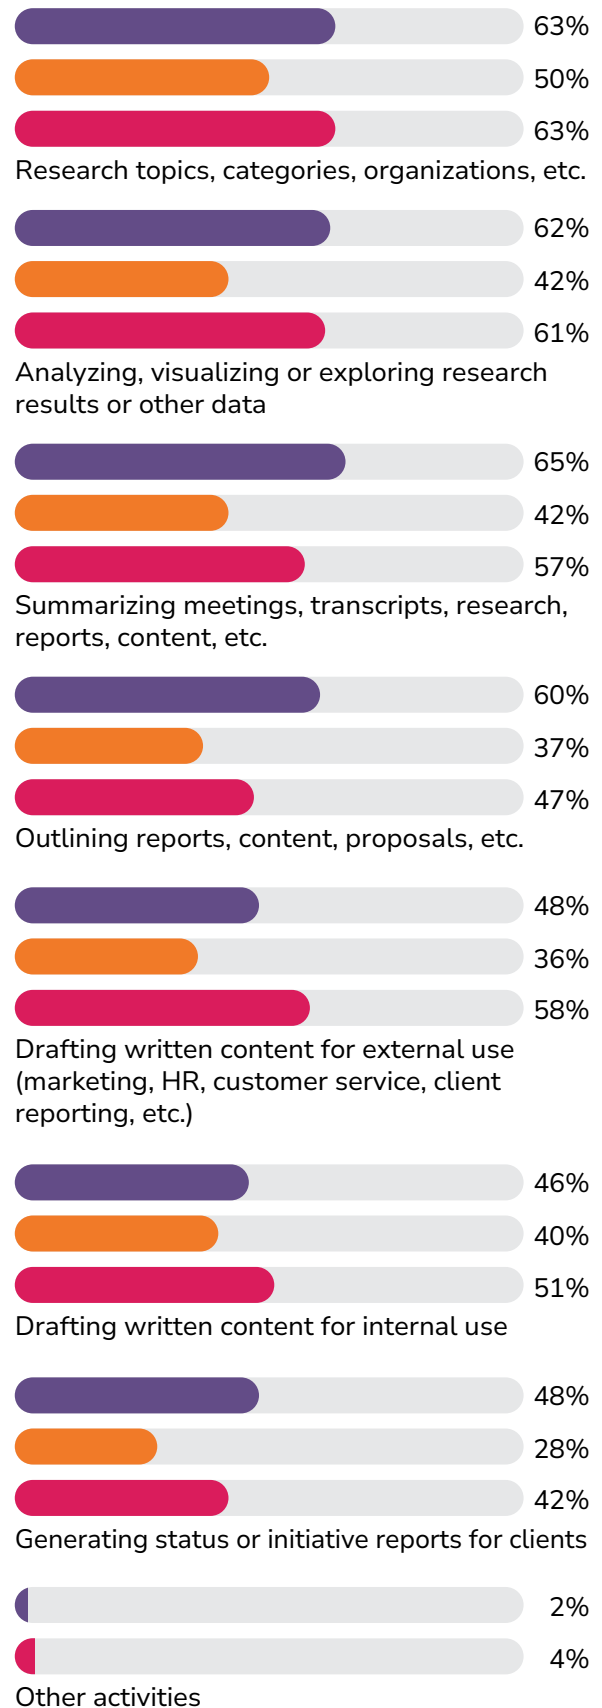 63%
50%
63%
Research topics, categories, organizations, etc.
62%
42%
61%
Analyzing, visualizing or exploring research
results or other data
65%
42%
57%
Summarizing meetings, transcripts, research,
reports, content, etc.
60%
37%
47%
Outlining reports, content, proposals, etc.
48%
36%
58%
Drafting written content for external use
(marketing, HR, customer service, client
reporting, etc.)
46%
40%
51%
Drafting written content for internal use
48%
28%
42%
Generating status or initiative reports for clients
2%
4%
Other activities